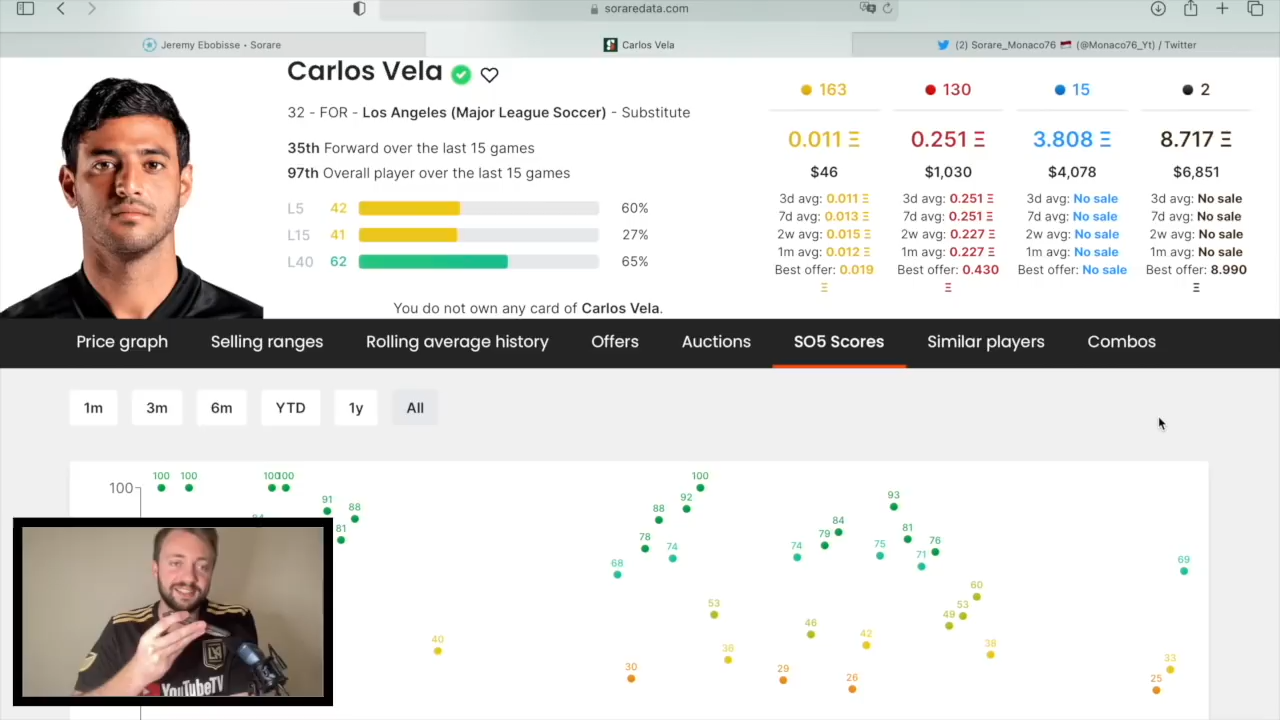 soraredata.com
Jeremy Ebobisse • Sorare
Carlos Vela
(2) Sorare_Monaco76 🇲🇨 (@Monaco76_Yt) / Twitter
Carlos Vela
32 - FOR - Los Angeles (Major League Soccer) - Substitute
35th Forward over the last 15 games
97th Overall player over the last 15 games
L5 42 60%
L15 41 27%
L40 62 65%
You do not own any card of Carlos Vela.
163 130 15 2
0.011 Ξ 0.251 Ξ 3.808 Ξ 8.717 Ξ
$46 $1,030 $4,078 $6,851
3d avg: 0.011 Ξ 3d avg: 0.251 Ξ 3d avg: No sale 3d avg: No sale
7d avg: 0.013 Ξ 7d avg: 0.251 Ξ 7d avg: No sale 7d avg: No sale
2w avg: 0.015 Ξ 2w avg: 0.227 Ξ 2w avg: No sale 2w avg: No sale
1m avg: 0.012 Ξ 1m avg: 0.227 Ξ 1m avg: No sale 1m avg: No sale
Best offer: 0.019 Best offer: 0.430 Best offer: No sale Best offer: 8.990
Ξ Ξ Ξ
Price graph Selling ranges Rolling average history Offers Auctions SO5 Scores Similar players Combos
1m 3m 6m YTD 1y All
100 100 100 100 100
100
93
91 92
88 88
84
81 79 81
78 76
74 74 75
71
68 69
60
53 53
49
46
42
40
38
36
33
30 29
26 25
LA
YouTubeTV